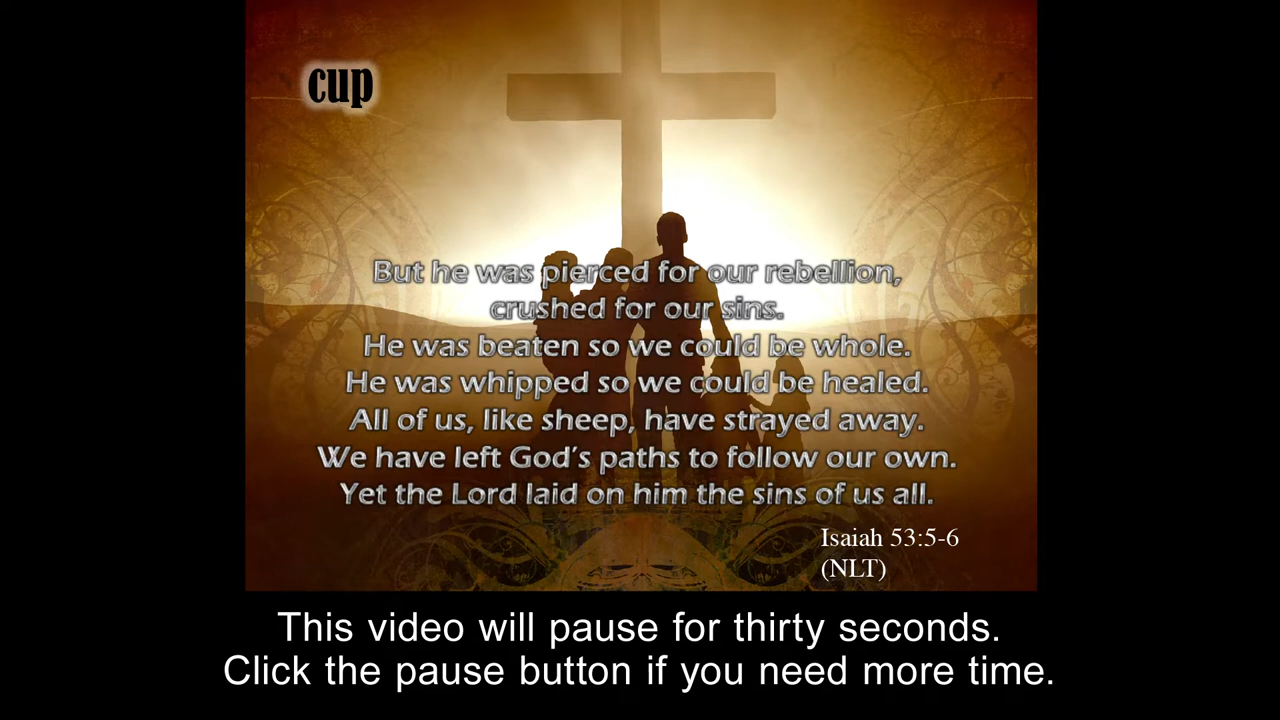 cup
But he was pierced for our rebellion,
crushed for our sins.
He was beaten so we could be whole.
He was whipped so we could be healed.
All of us, like sheep, have strayed away.
We have left God's paths to follow our own.
Yet the Lord laid on him the sins of us all.
Isaiah 53:5-6
(NLT)
This video will pause for thirty seconds.
Click the pause button if you need more time.